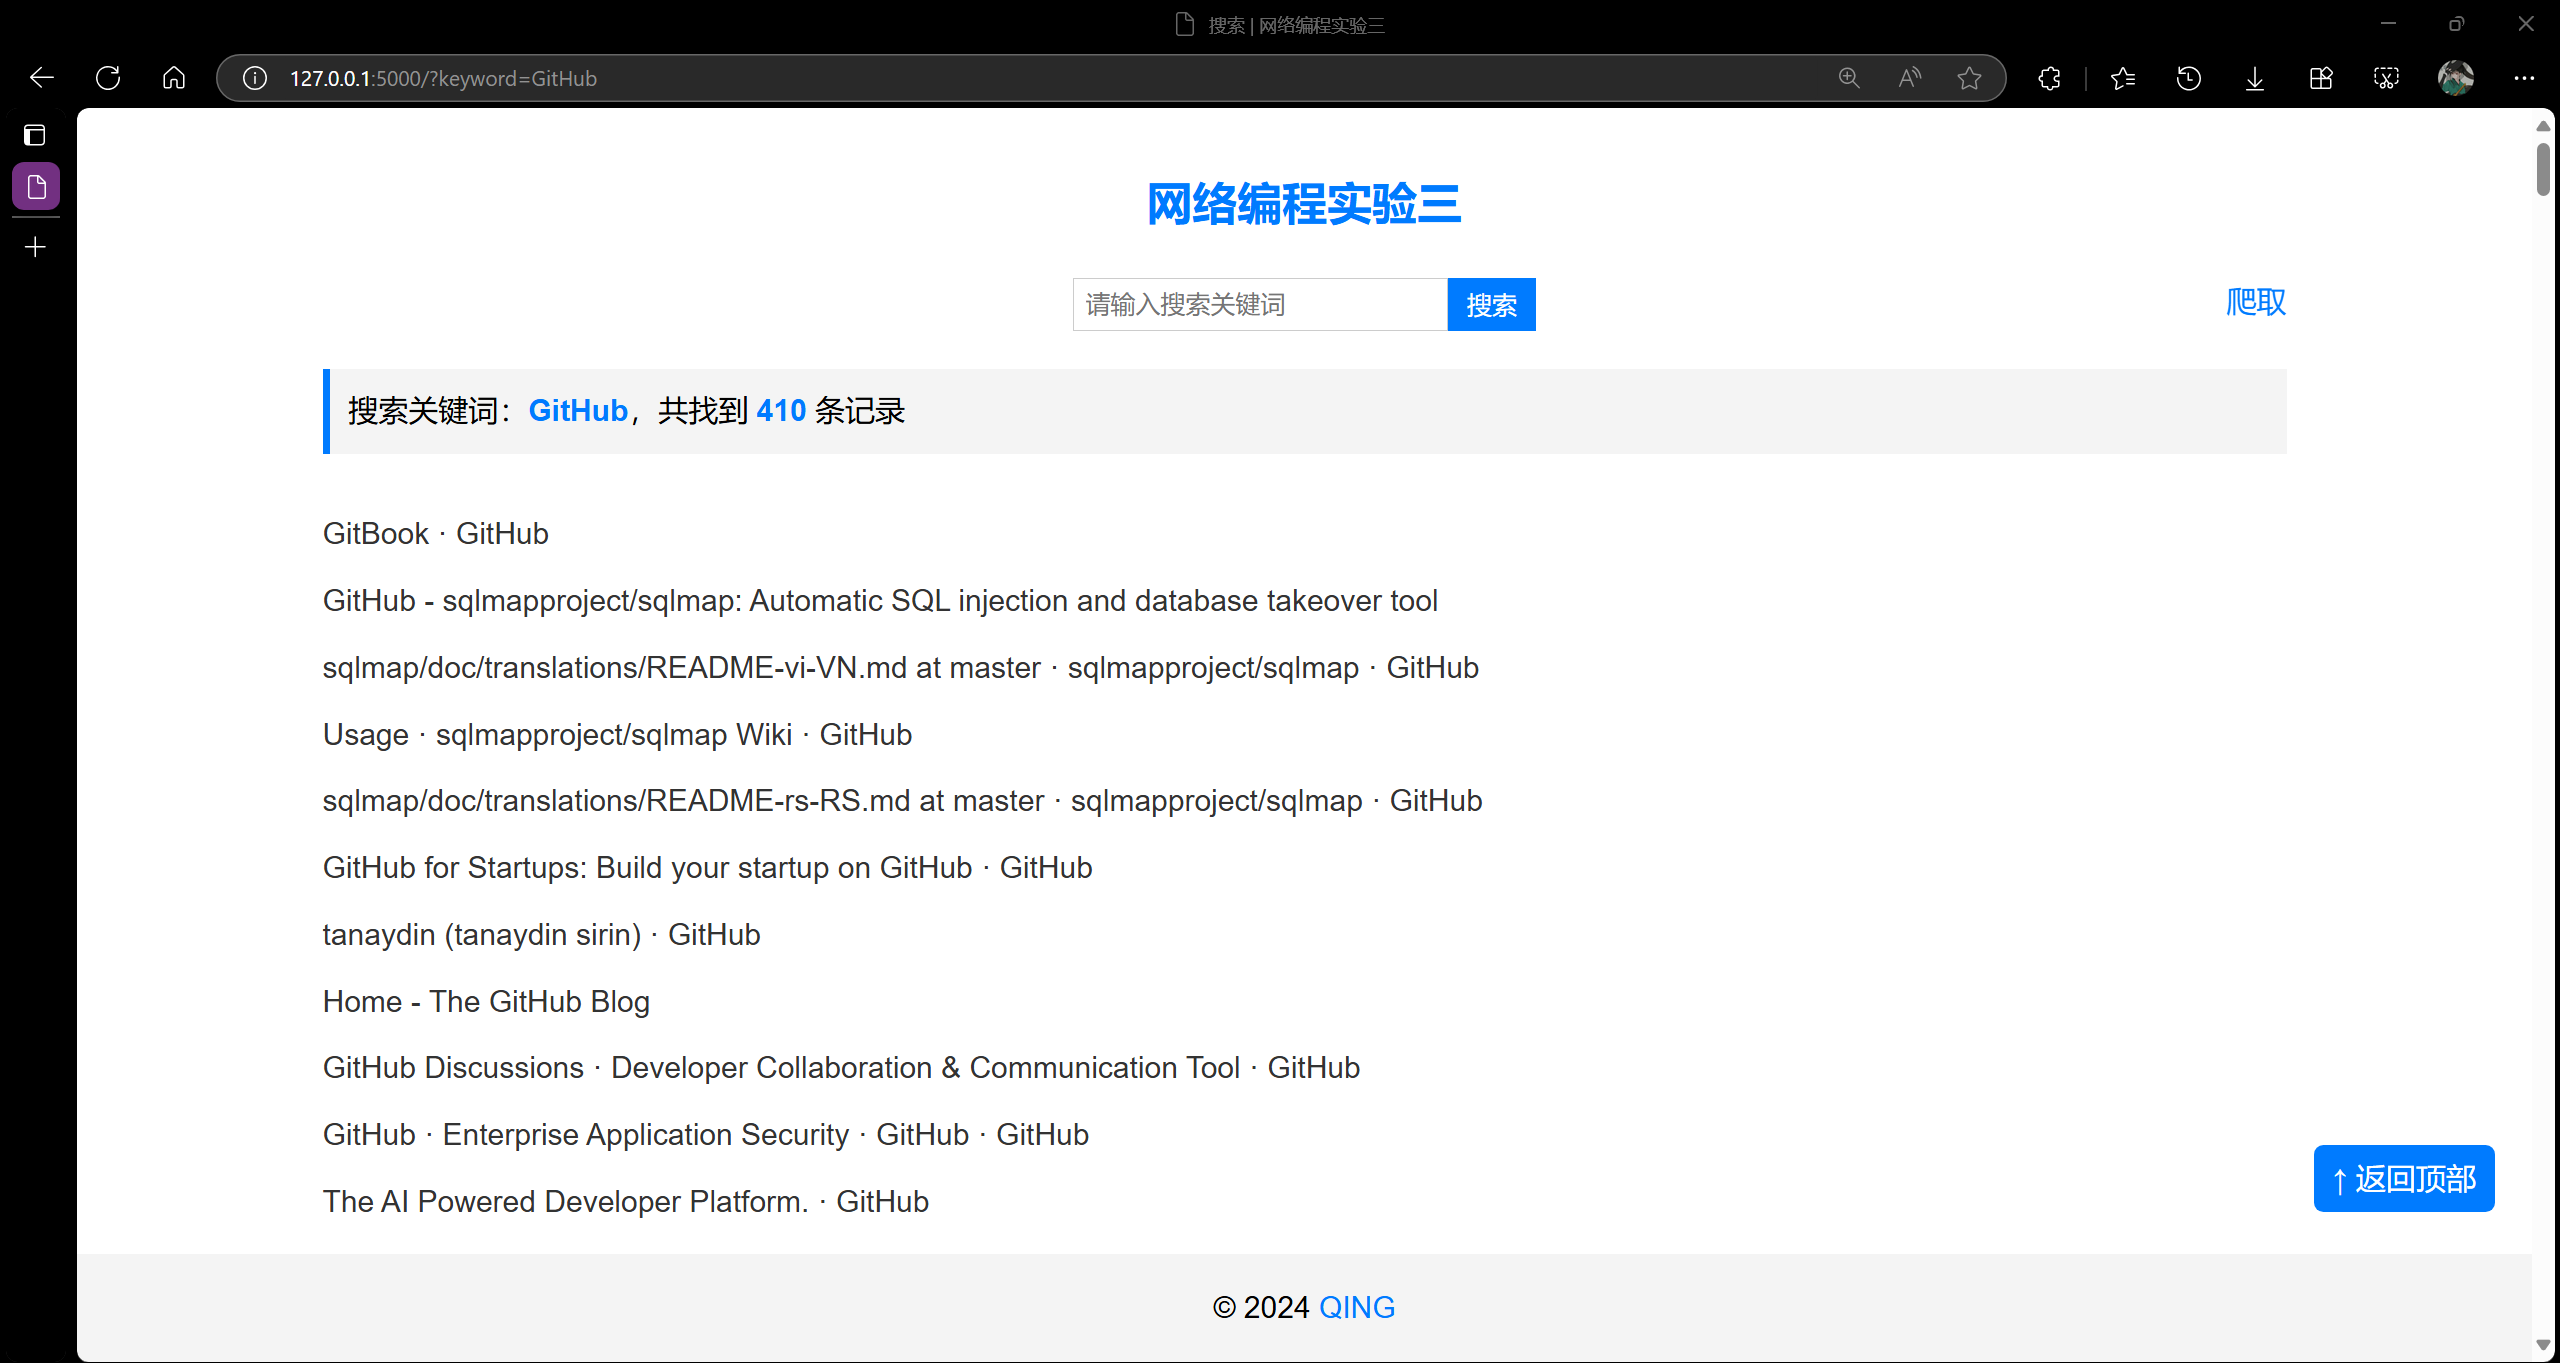 搜索 | 网络编程实验三
127.0.0.1:5000/?keyword=GitHub
网络编程实验三
请输入搜索关键词 搜索
爬取
搜索关键词：GitHub，共找到 410 条记录
GitBook · GitHub
GitHub - sqlmapproject/sqlmap: Automatic SQL injection and database takeover tool
sqlmap/doc/translations/README-vi-VN.md at master · sqlmapproject/sqlmap · GitHub
Usage · sqlmapproject/sqlmap Wiki · GitHub
sqlmap/doc/translations/README-rs-RS.md at master · sqlmapproject/sqlmap · GitHub
GitHub for Startups: Build your startup on GitHub · GitHub
tanaydin (tanaydin sirin) · GitHub
Home - The GitHub Blog
GitHub Discussions · Developer Collaboration & Communication Tool · GitHub
GitHub · Enterprise Application Security · GitHub · GitHub
The AI Powered Developer Platform. · GitHub
↑ 返回顶部
© 2024 QING